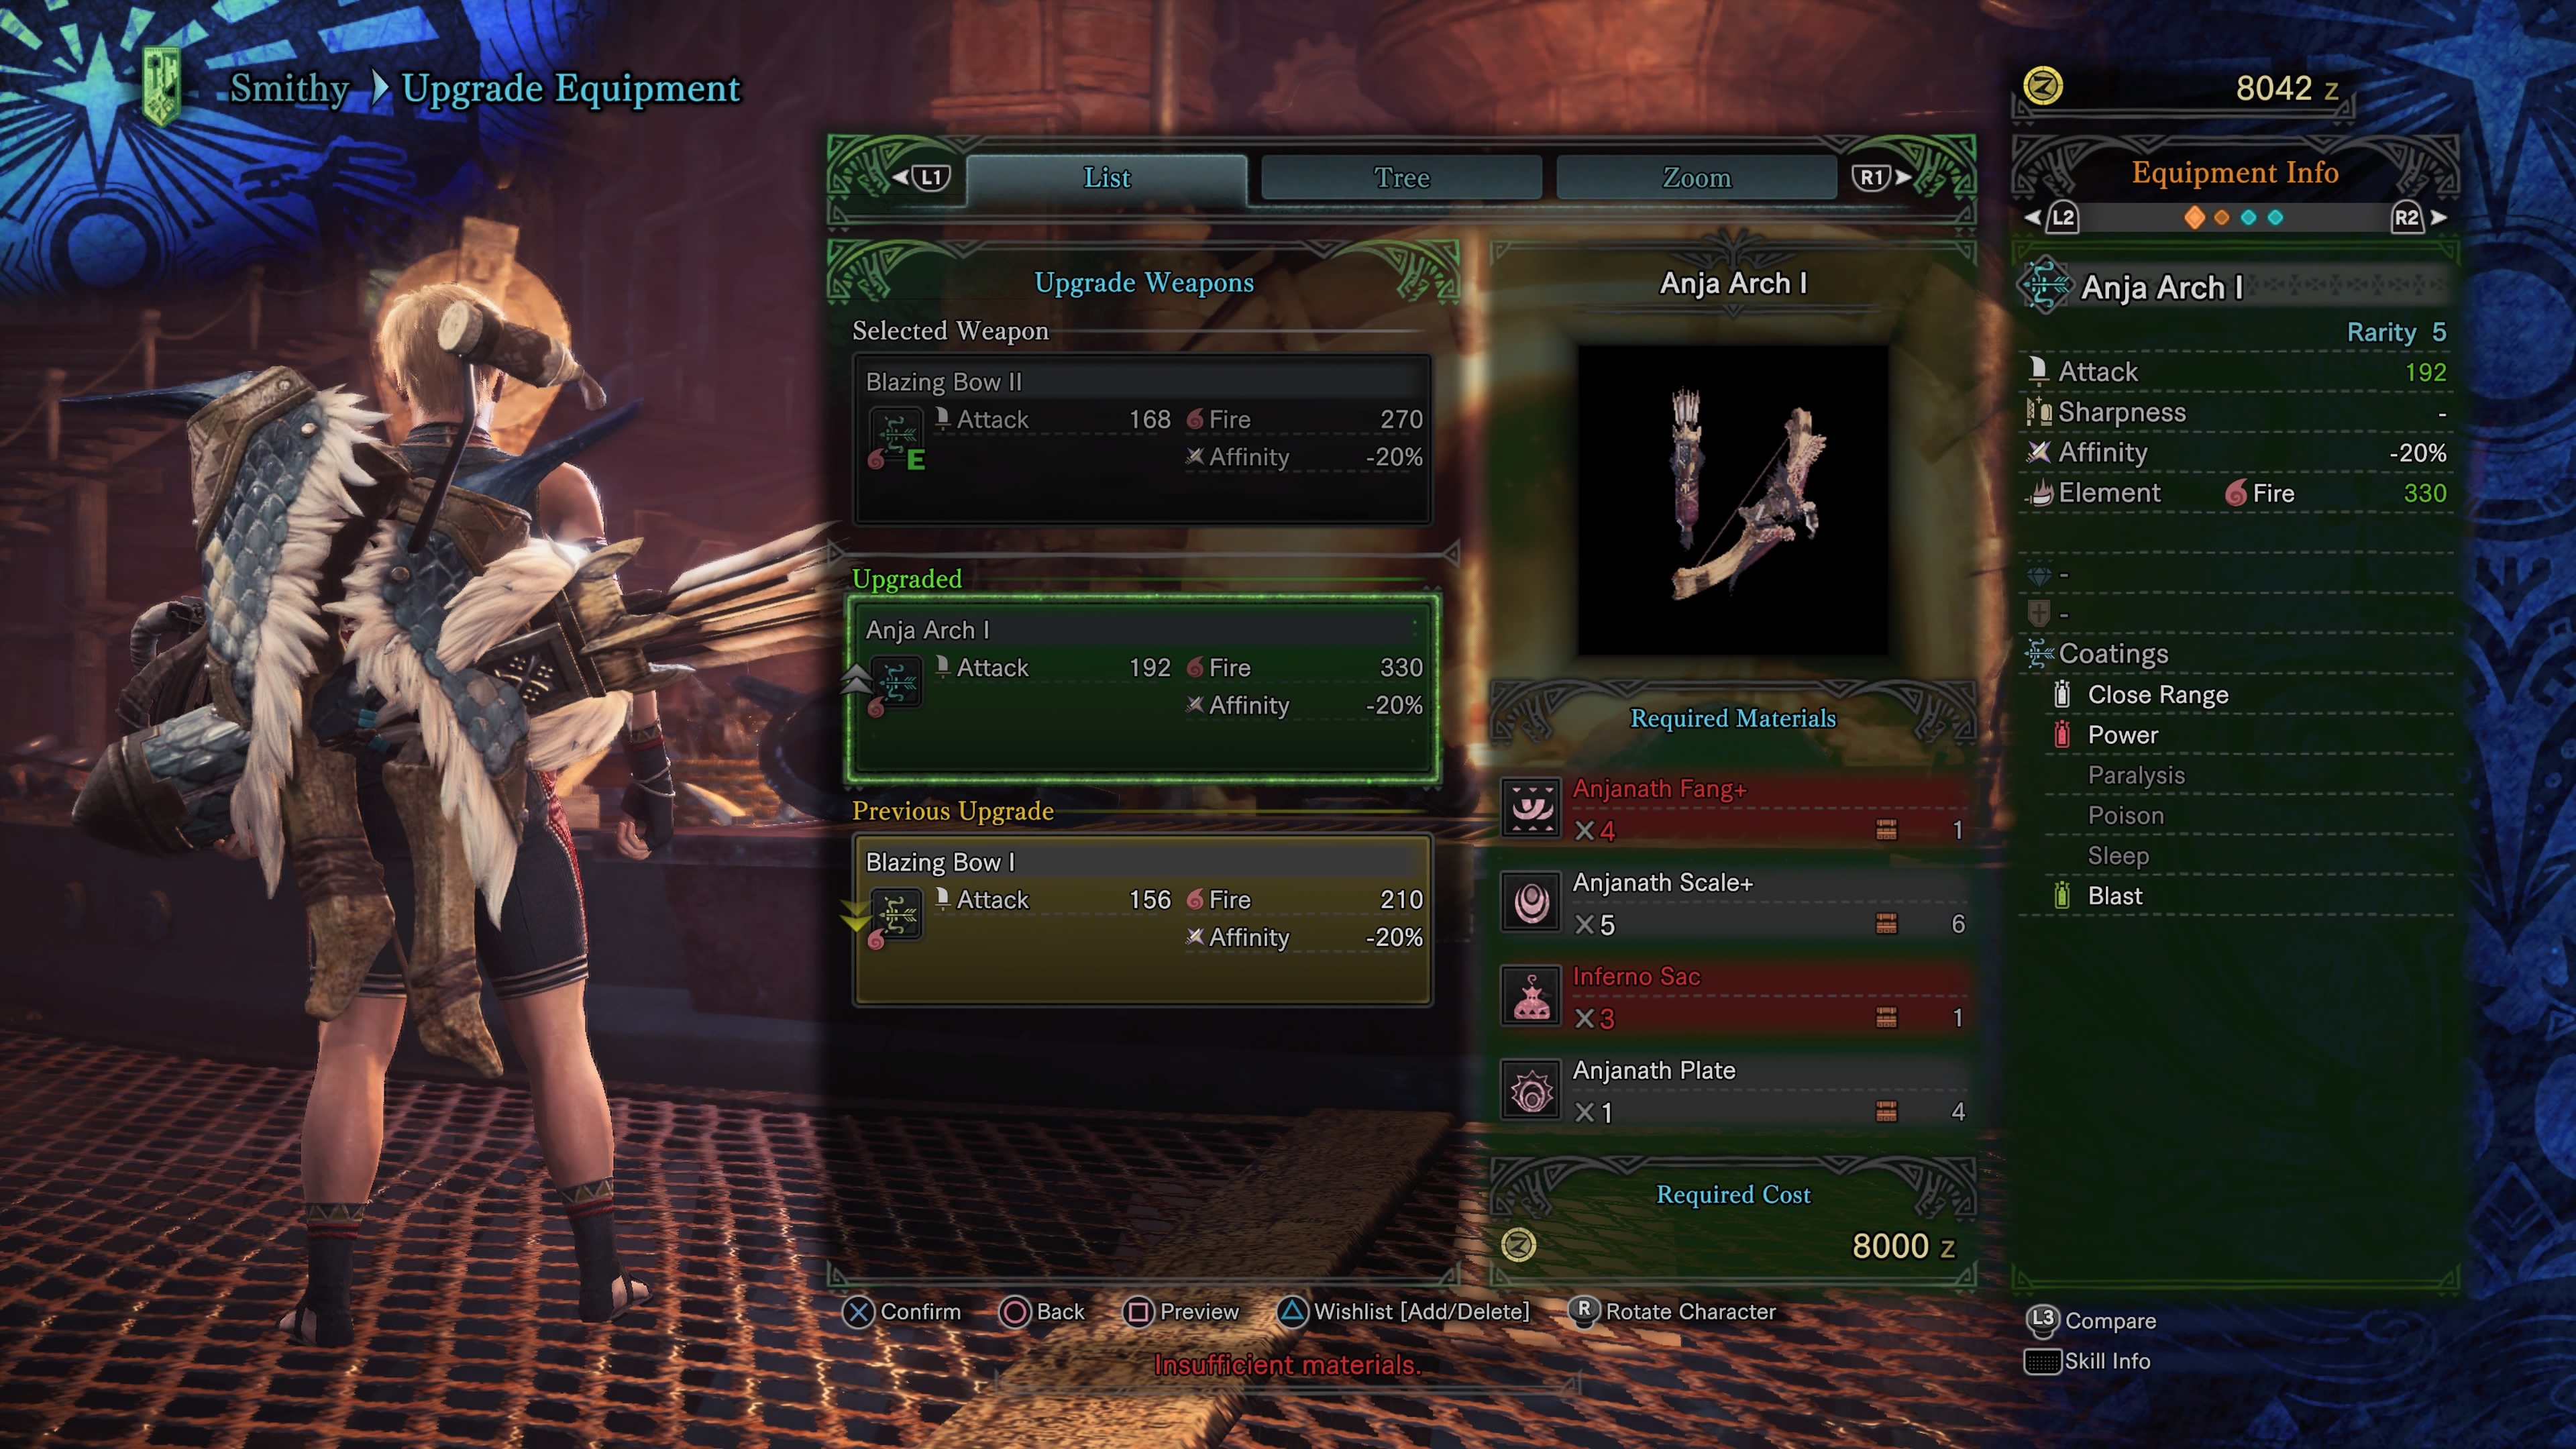 Smithy Upgrade Equipment
8042 z
L1 List Tree Zoom R1
Equipment Info
L2 R2
Upgrade Weapons
Selected Weapon
Blazing Bow II
Attack 168 Fire 270
E Affinity -20%
Upgraded
Anja Arch I
Attack 192 Fire 330
Affinity -20%
Previous Upgrade
Blazing Bow I
Attack 156 Fire 210
Affinity -20%
Anja Arch I
Required Materials
Anjanath Fang+
X 4 1
Anjanath Scale+
X 5 6
Inferno Sac
X 3 1
Anjanath Plate
X 1 4
Required Cost
8000 z
Anja Arch I
Rarity 5
Attack 192
Sharpness -
Affinity -20%
Element Fire 330
-
-
Coatings
Close Range
Power
Paralysis
Poison
Sleep
Blast
Confirm Back Preview Wishlist [Add/Delete] R Rotate Character
Insufficient materials.
L3 Compare
Skill Info